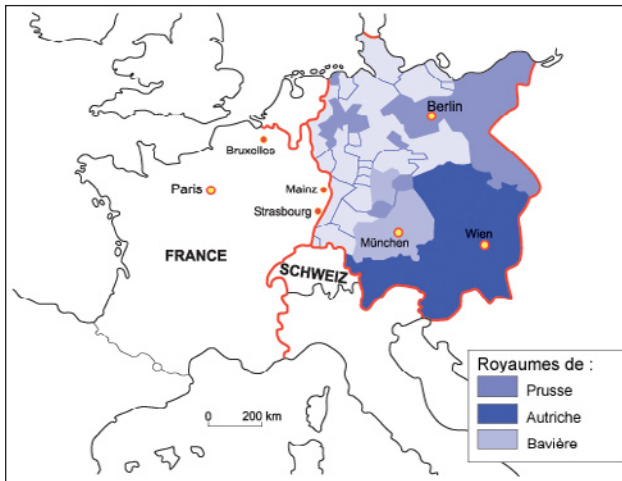 Berlin
Bruxelles
Paris
Mainz
Strasbourg
München
Wien
FRANCE
SCHWEIZ
Royaumes de :
Prusse
Autriche
Bavière
0 200 km